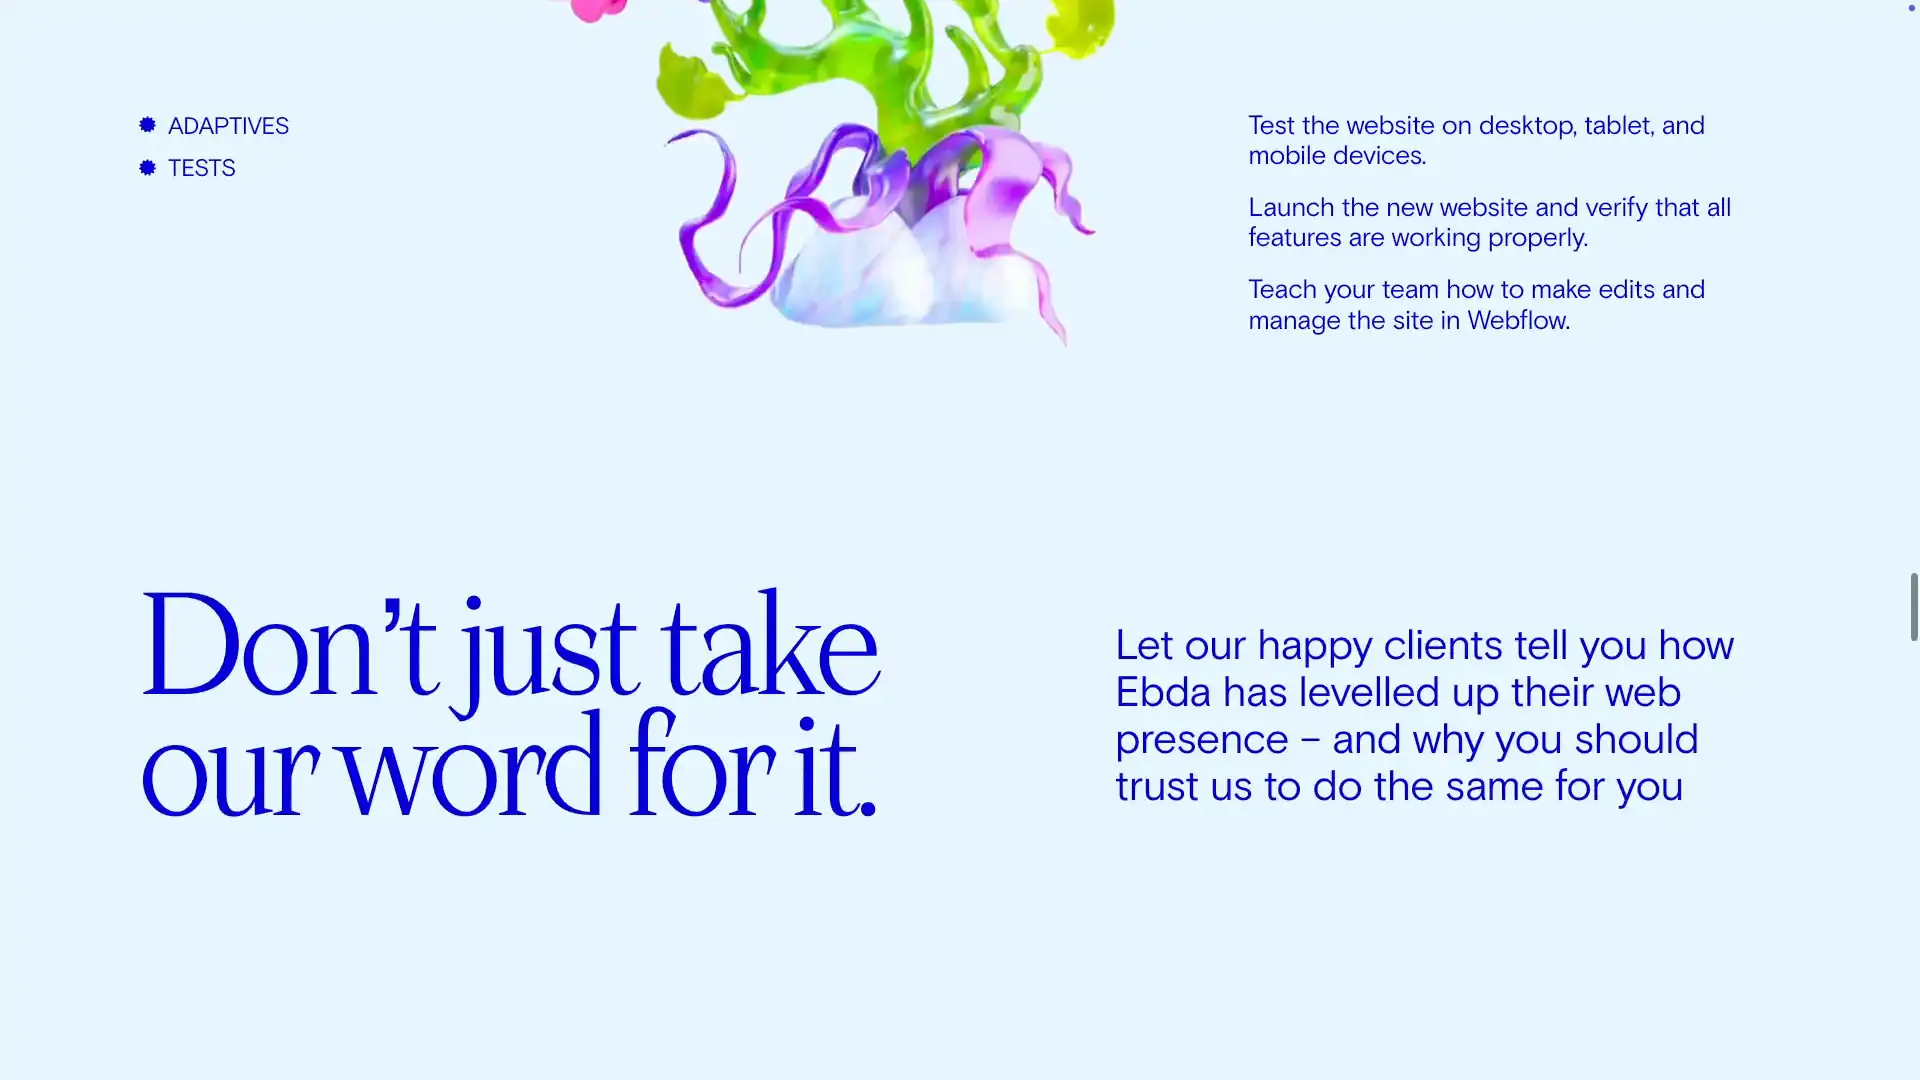 ADAPTIVES
TESTS
Test the website on desktop, tablet, and
mobile devices.
Launch the new website and verify that all
features are working properly.
Teach your team how to make edits and
manage the site in Webflow.
Don’t just take
our word for it.
Let our happy clients tell you how
Ebda has levelled up their web
presence – and why you should
trust us to do the same for you